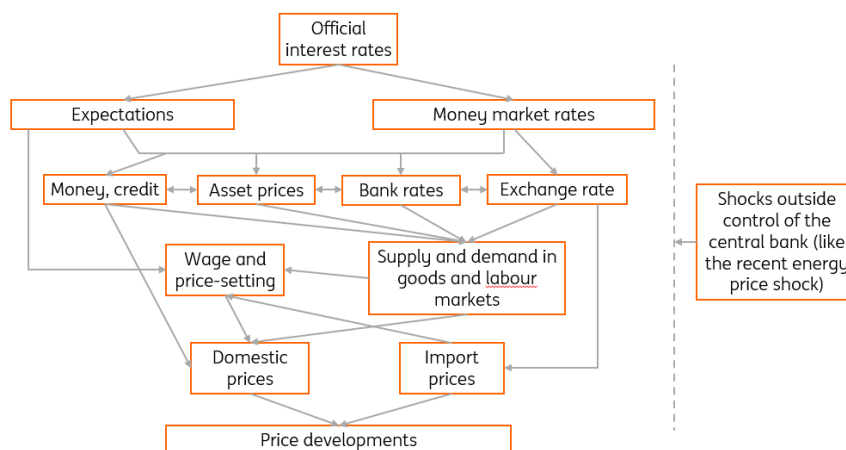 Official
interest rates
Expectations
Money market rates
Money, credit
Asset prices
Bank rates
Exchange rate
Shocks outside
control of the
central bank (like
the recent energy
price shock)
Wage and
price-setting
Supply and demand in
goods and labour
markets
Domestic
prices
Import
prices
Price developments